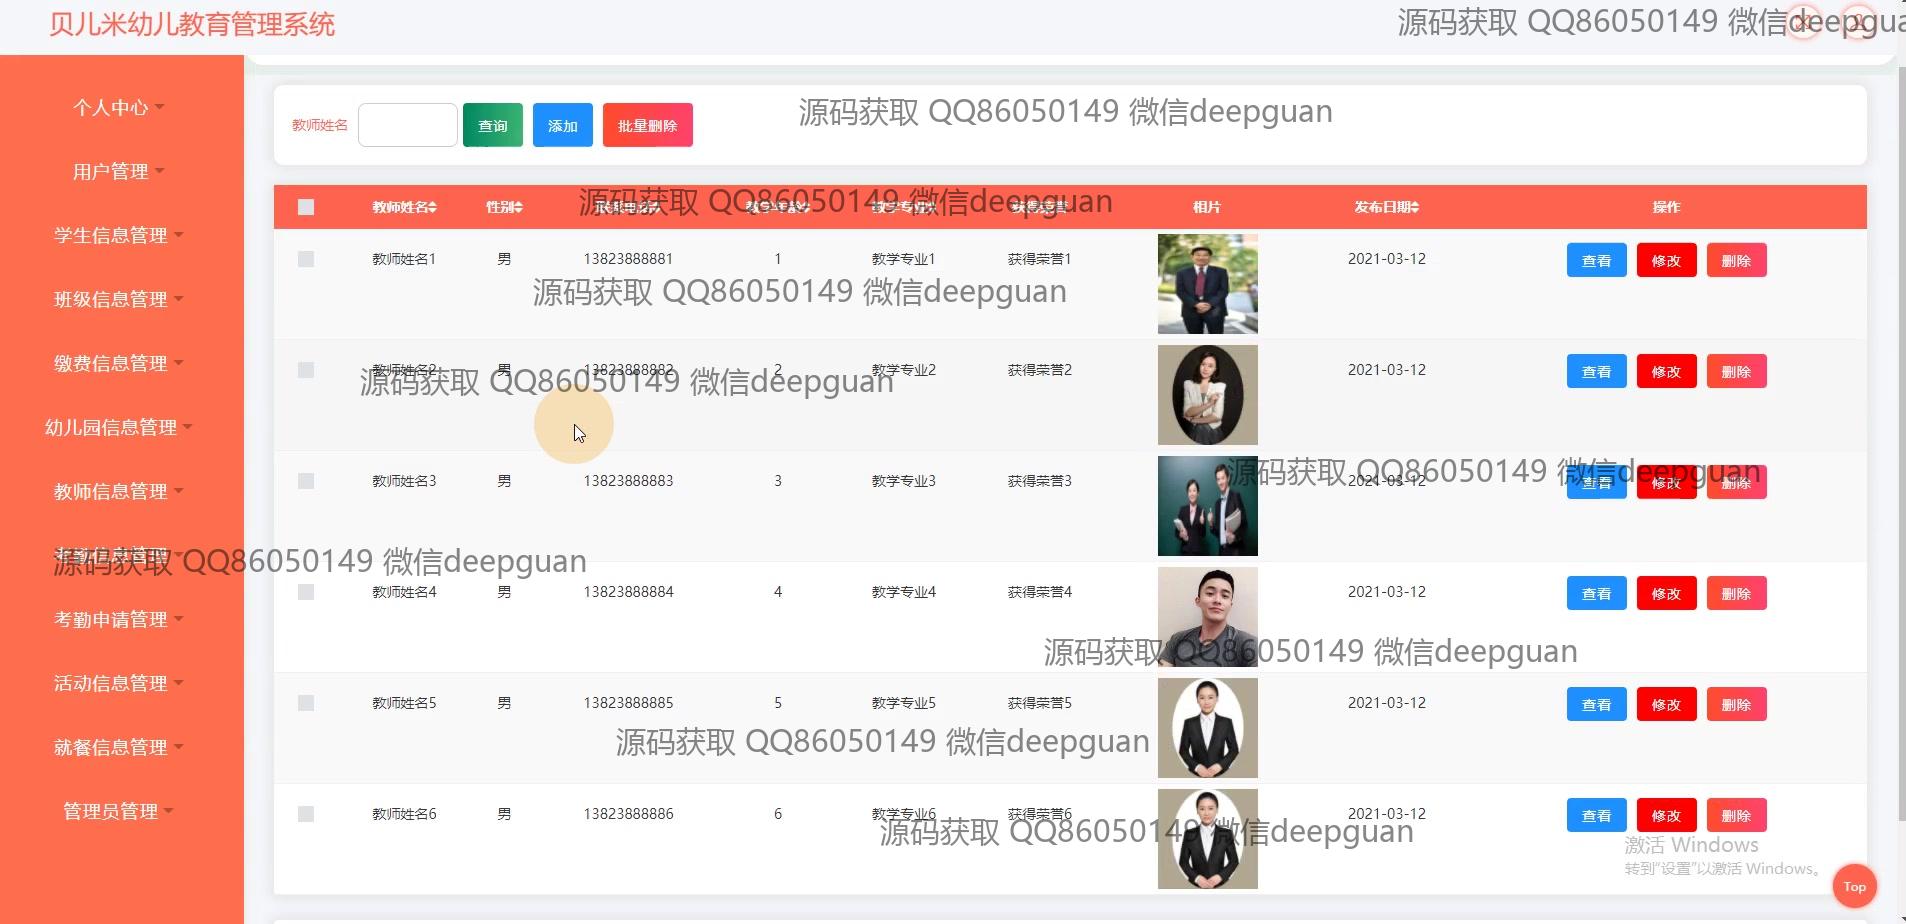 贝儿米幼儿教育管理系统
源码获取 QQ86050149 微信deepgua
个人中心
用户管理
学生信息管理
班级信息管理
缴费信息管理
幼儿园信息管理
教师信息管理
考勤信息管理
考勤申请管理
活动信息管理
就餐信息管理
管理员管理
教师姓名 查询 添加 批量删除
源码获取 QQ86050149 微信deepguan
教师姓名 性别 联系电话 教学年龄 教学专业 获得荣誉 相片 发布日期 操作
源码获取 QQ86050149 微信deepguan
教师姓名1 男 13823888881 1 教学专业1 获得荣誉1 2021-03-12 查看 修改 删除
源码获取 QQ86050149 微信deepguan
教师姓名2 男 13823888882 2 教学专业2 获得荣誉2 2021-03-12 查看 修改 删除
源码获取 QQ86050149 微信deepguan
教师姓名3 男 13823888883 3 教学专业3 获得荣誉3 2021-03-12 查看 修改 删除
源码获取 QQ86050149 微信deepguan
源码获取 QQ86050149 微信deepguan
教师姓名4 男 13823888884 4 教学专业4 获得荣誉4 2021-03-12 查看 修改 删除
源码获取 QQ86050149 微信deepguan
教师姓名5 男 13823888885 5 教学专业5 获得荣誉5 2021-03-12 查看 修改 删除
源码获取 QQ86050149 微信deepguan
教师姓名6 男 13823888886 6 教学专业6 获得荣誉6 2021-03-12 查看 修改 删除
源码获取 QQ86050149 微信deepguan
激活 Windows
转到“设置”以激活 Windows。
Top